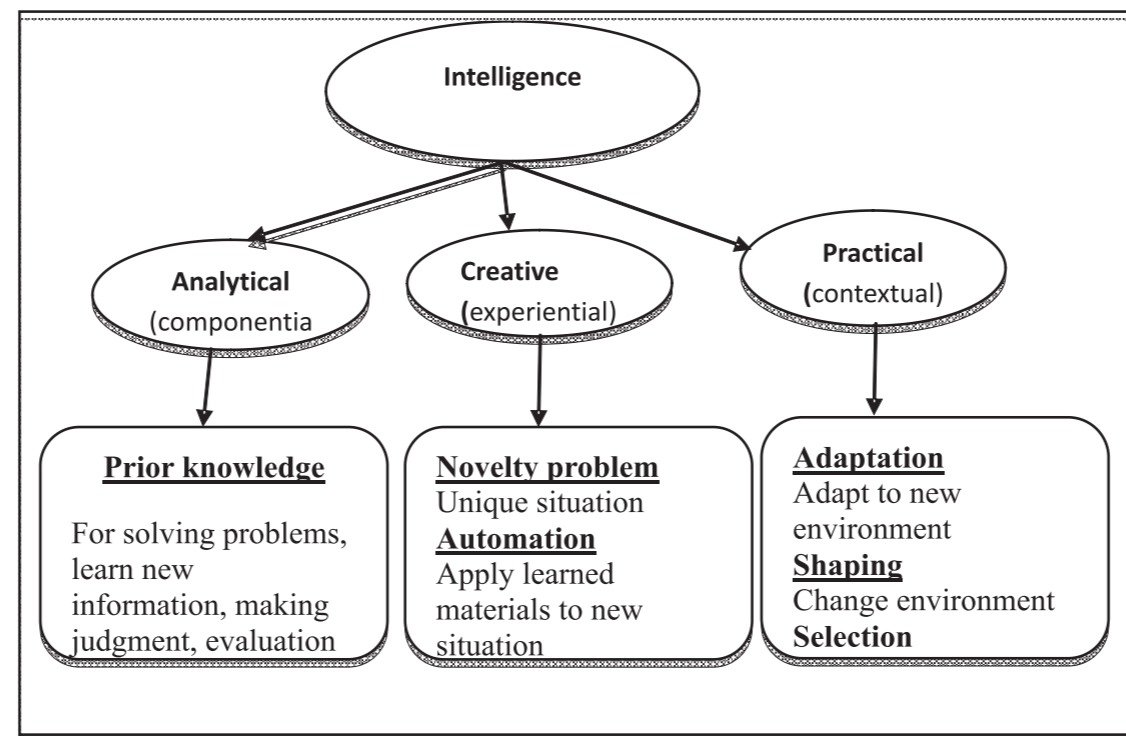 Intelligence
Analytical
(componentia
Creative
(experiential)
Practical
(contextual)
Prior knowledge
For solving problems,
learn new
information, making
judgment, evaluation
Novelty problem
Unique situation
Automation
Apply learned
materials to new
situation
Adaptation
Adapt to new
environment
Shaping
Change environment
Selection